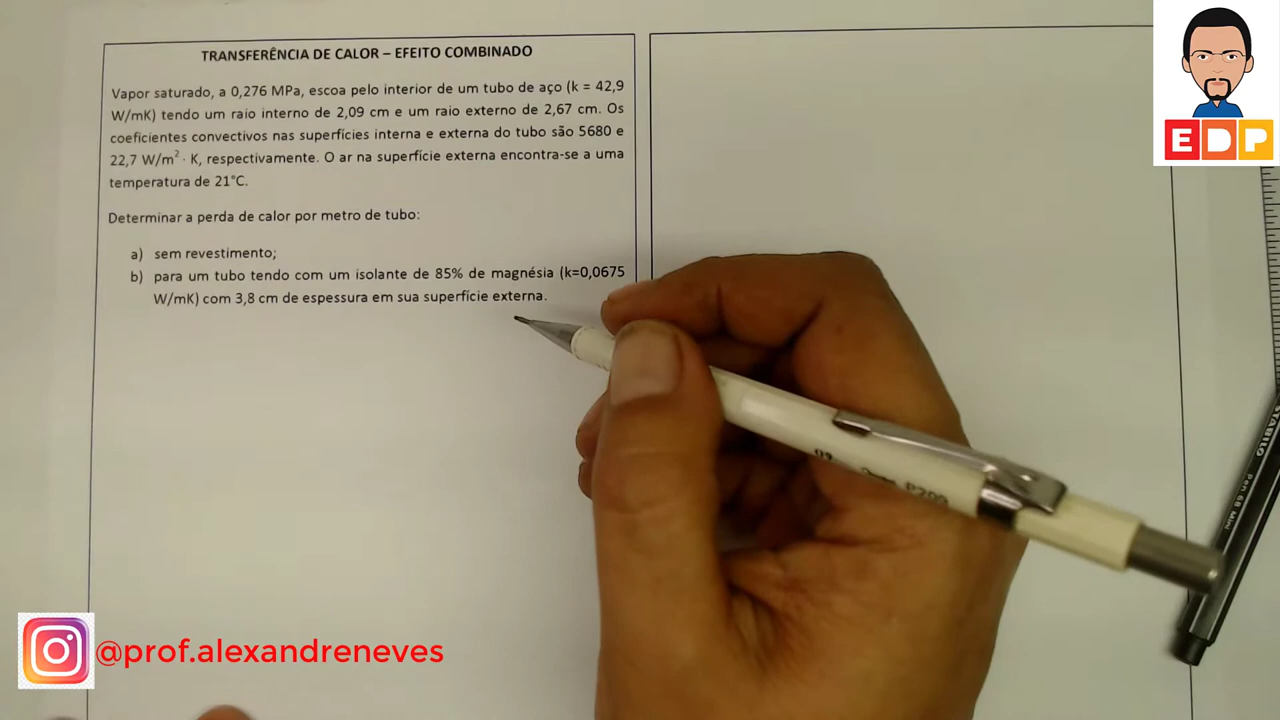 TRANSFERÊNCIA DE CALOR – EFEITO COMBINADO
Vapor saturado, a 0,276 MPa, escoa pelo interior de um tubo de aço (k = 42,9
W/mK) tendo um raio interno de 2,09 cm e um raio externo de 2,67 cm. Os
coeficientes convectivos nas superfícies interna e externa do tubo são 5680 e
22,7 W/m² · K, respectivamente. O ar na superfície externa encontra-se a uma
temperatura de 21°C.
Determinar a perda de calor por metro de tubo:
a) sem revestimento;
b) para um tubo tendo com um isolante de 85% de magnésia (k=0,0675
W/mK) com 3,8 cm de espessura em sua superfície externa.
EDP
P209
STABILO
Pen 68 Mini
@prof.alexandreneves